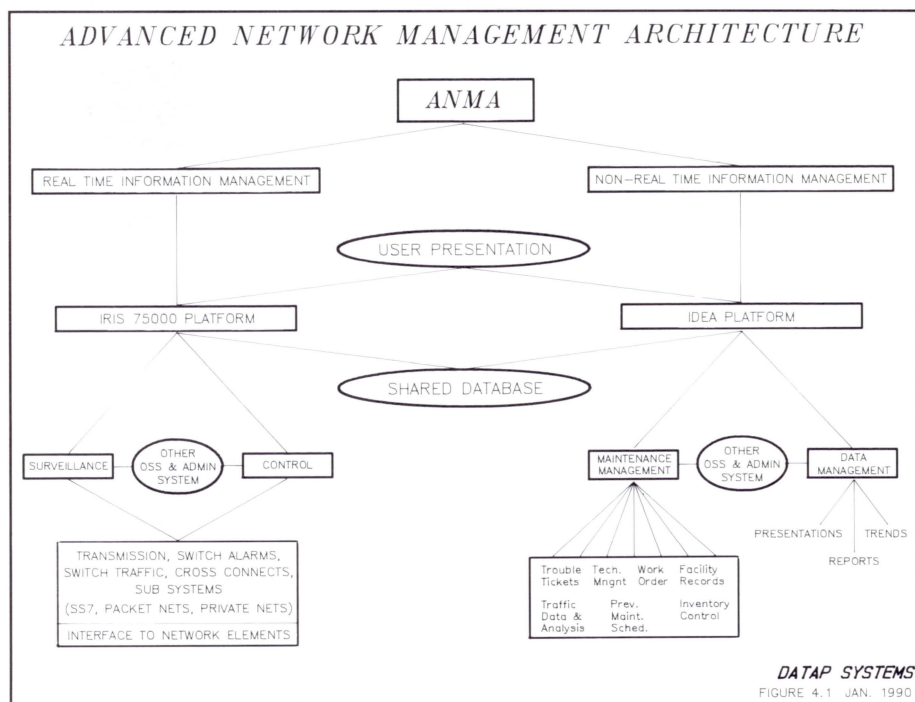 ADVANCED NETWORK MANAGEMENT ARCHITECTURE
ANMA
REAL TIME INFORMATION MANAGEMENT
NON-REAL TIME INFORMATION MANAGEMENT
USER PRESENTATION
IRIS 75000 PLATFORM
IDEA PLATFORM
SHARED DATABASE
SURVEILLANCE
OTHER
OSS & ADMIN
SYSTEM
CONTROL
MAINTENANCE
MANAGEMENT
OTHER
OSS & ADMIN
SYSTEM
DATA
MANAGEMENT
TRANSMISSION, SWITCH ALARMS,
SWITCH TRAFFIC, CROSS CONNECTS,
SUB SYSTEMS
(SS7, PACKET NETS, PRIVATE NETS)
INTERFACE TO NETWORK ELEMENTS
Trouble
Tickets
Tech.
Mngnt
Work
Order
Facility
Records
Traffic
Data &
Analysis
Prev.
Maint.
Sched.
Inventory
Control
PRESENTATIONS
REPORTS
TRENDS
DATAP SYSTEMS
FIGURE 4.1 JAN. 1990